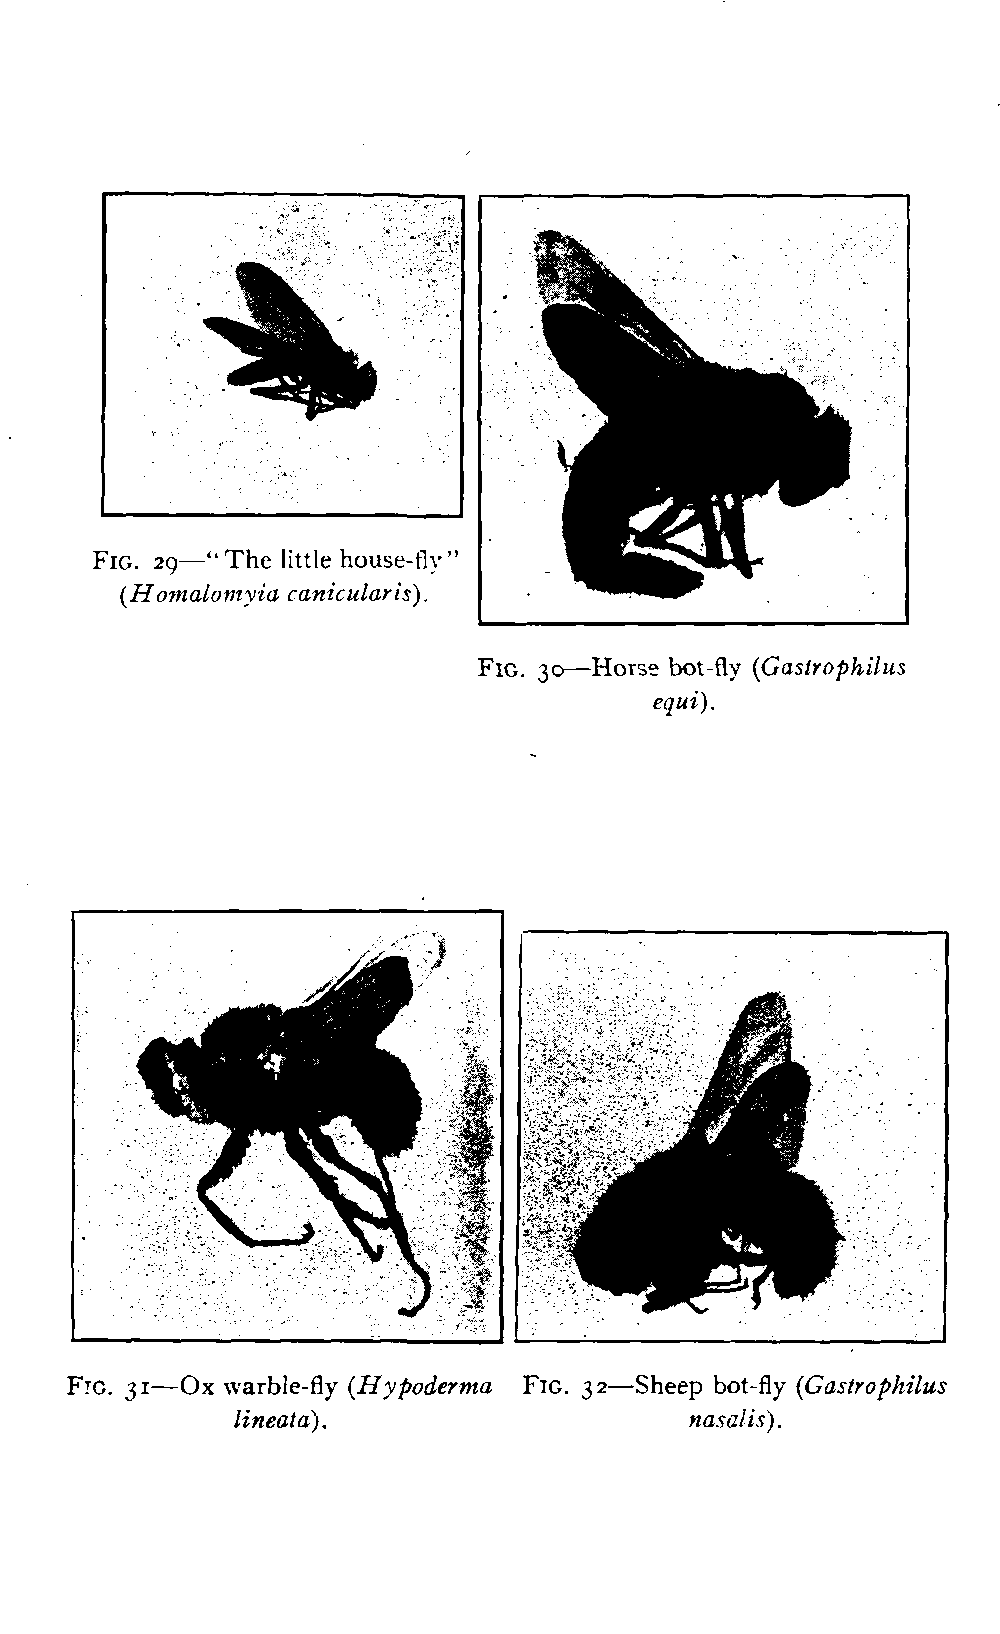 FIG. 29—“The little house-fly”
(Homalomyia canicularis).
FIG. 30—Horse bot-fly (Gastrophilus
equi).
FIG. 31—Ox warble-fly (Hypoderma
lineata).
FIG. 32—Sheep bot-fly (Gastrophilus
nasalis).